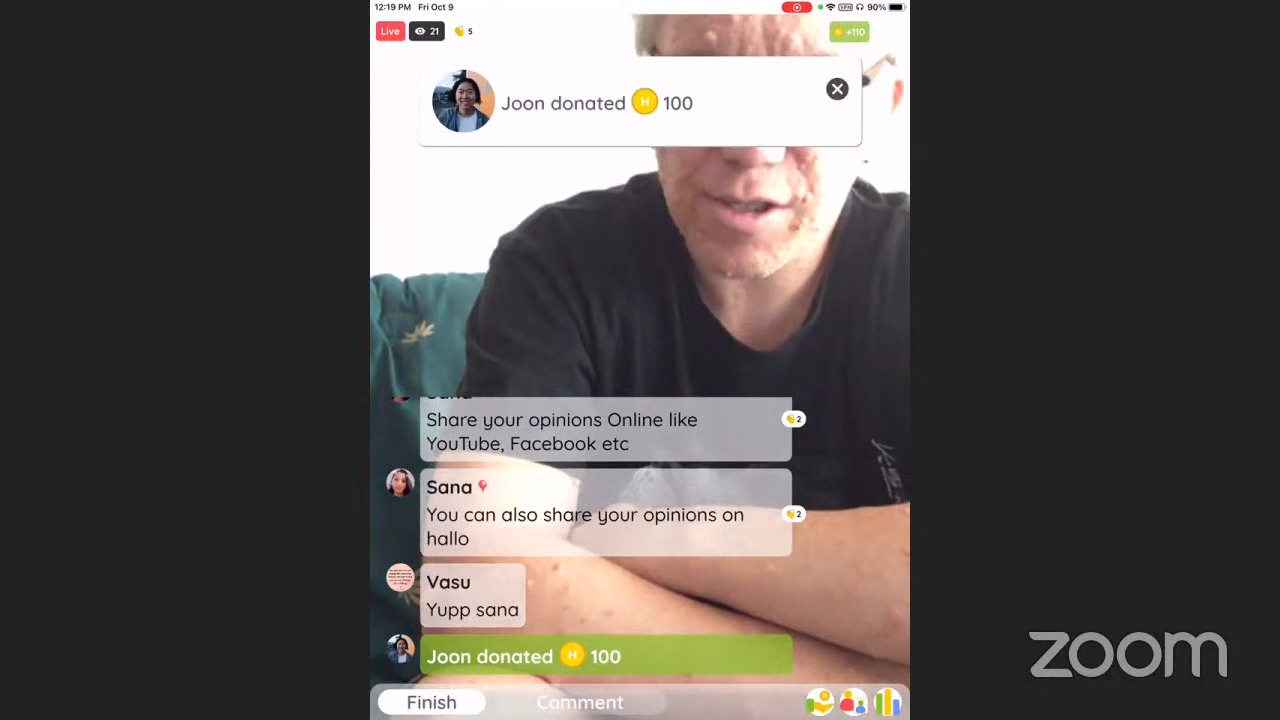 12:19 PM Fri Oct 9
VPN
90%
Live
21
5
+110
Joon donated H 100
Sana
Share your opinions Online like
YouTube, Facebook etc
2
Sana
You can also share your opinions on
hallo
2
Vasu
Yupp sana
Joon donated H 100
Finish
Comment
zoom